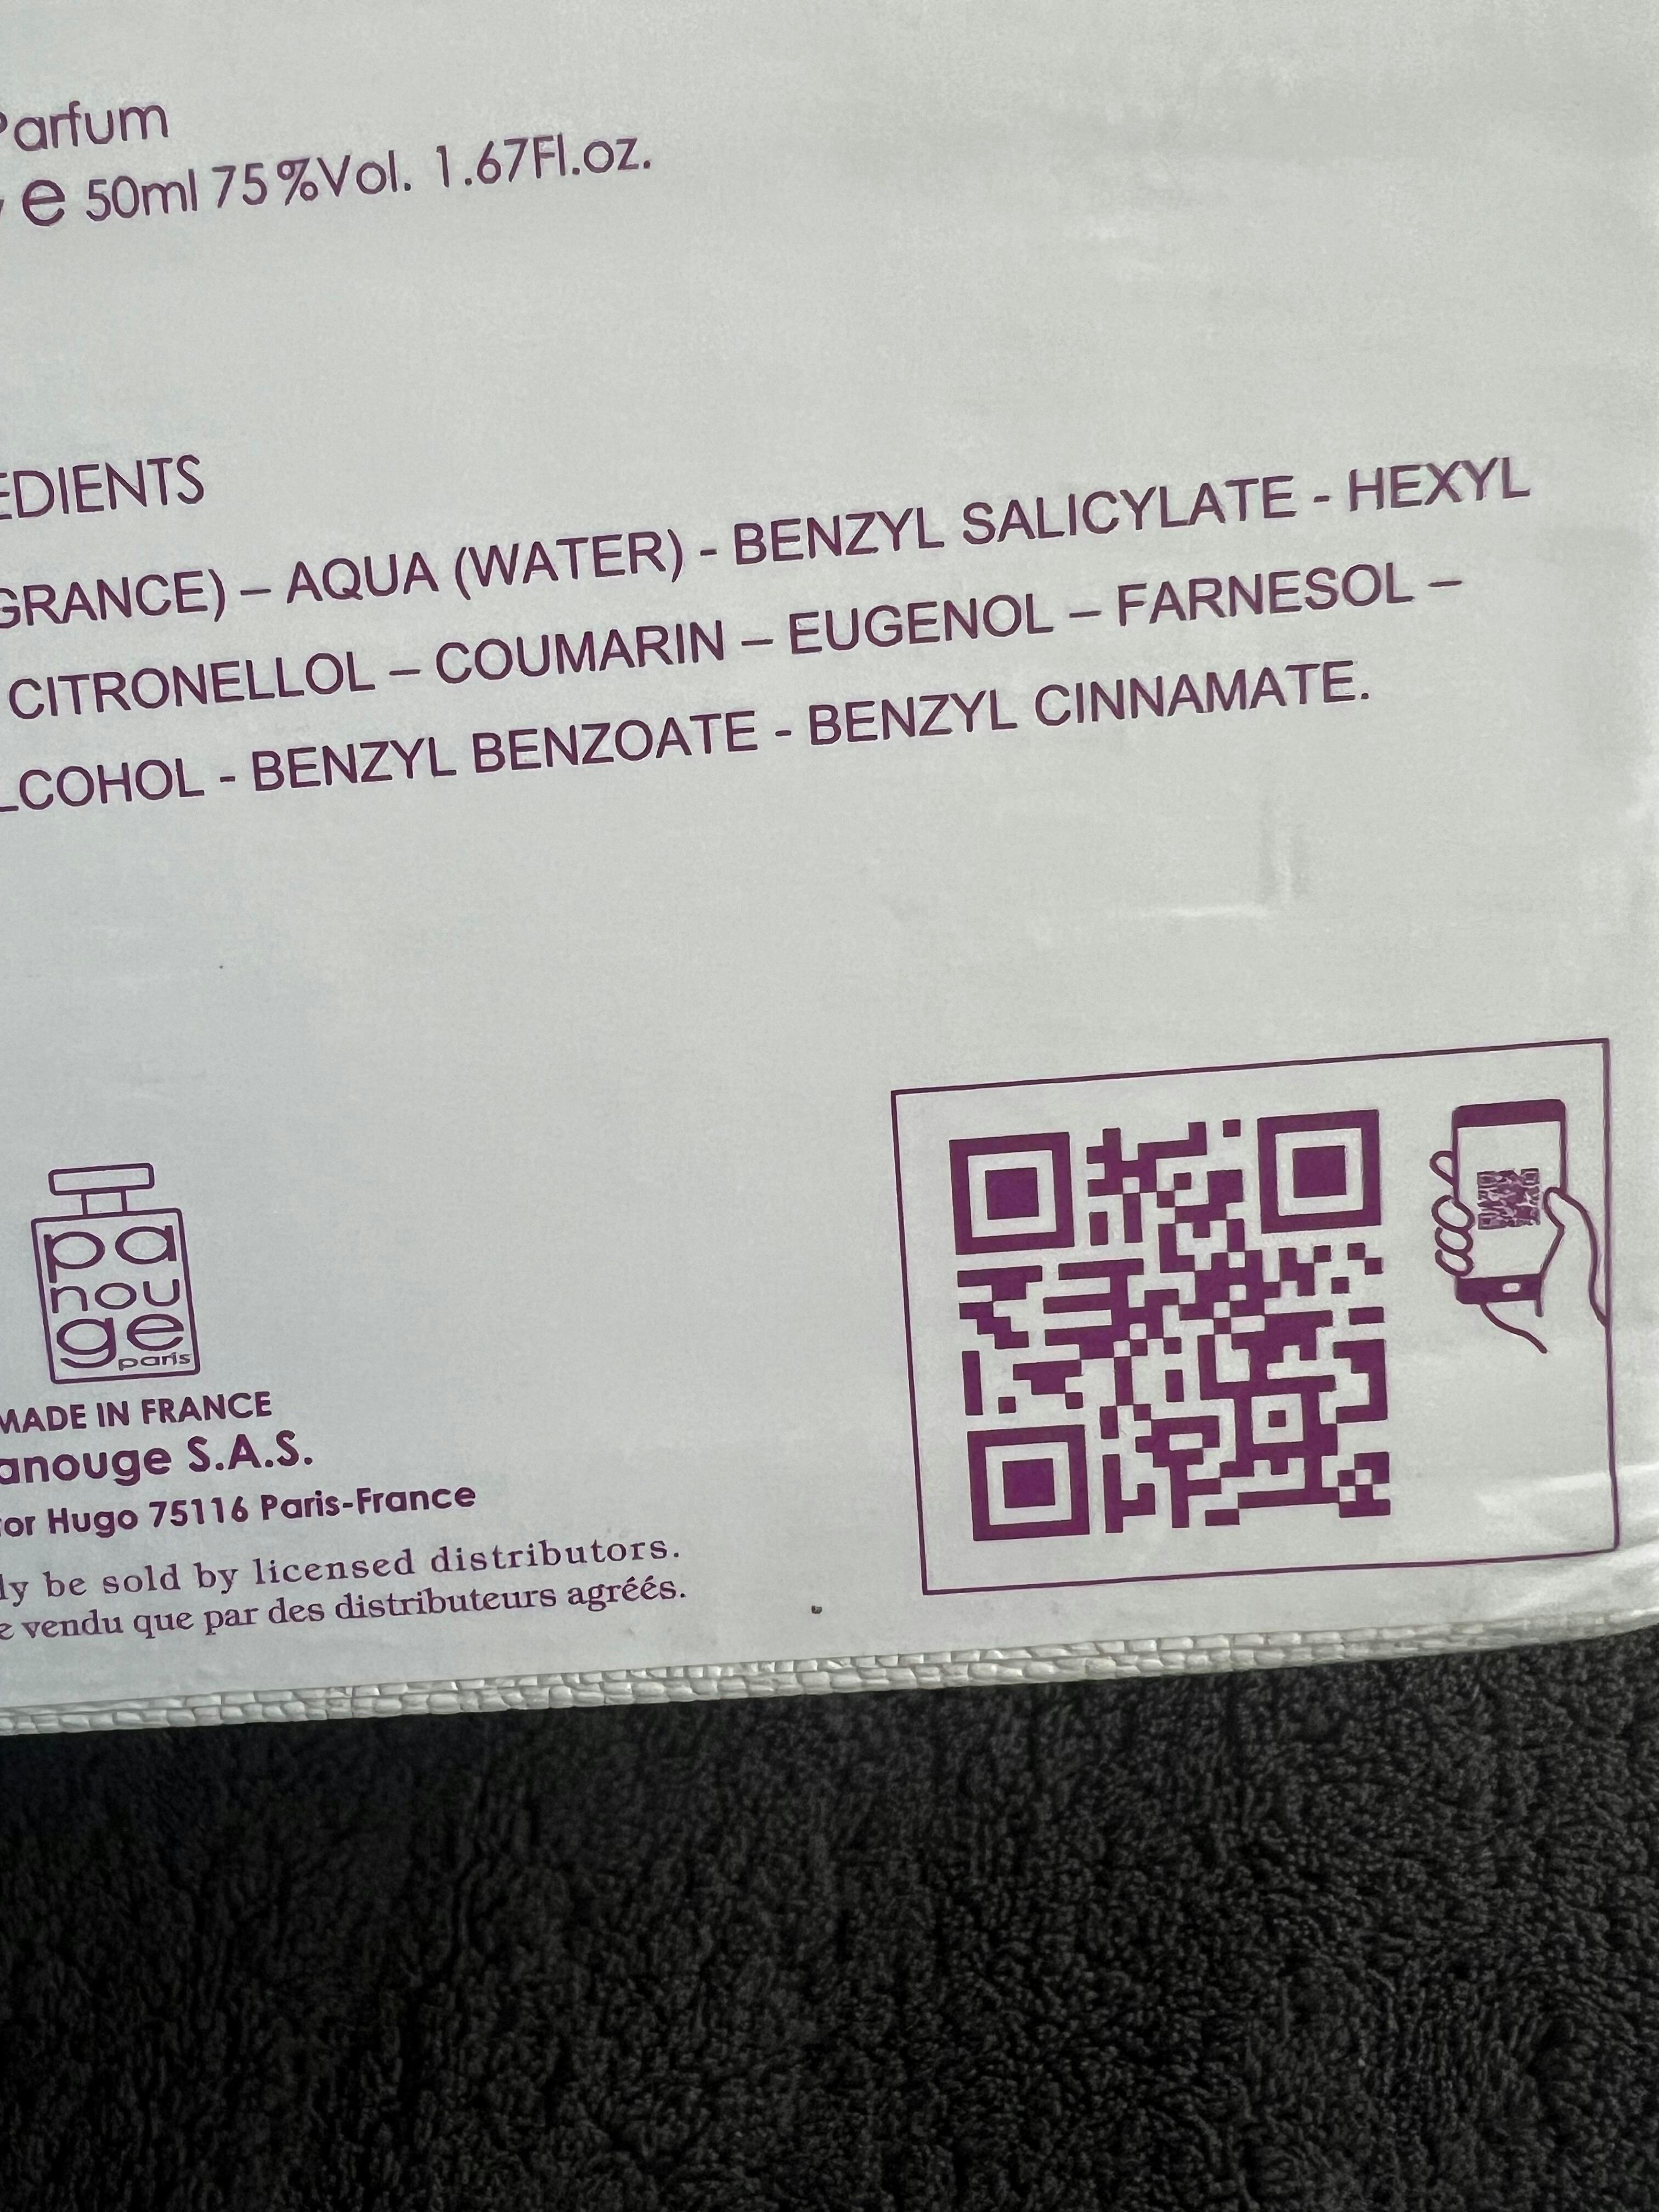 Parfum
e 50ml 75%Vol. 1.67Fl.oz.
EDIENTS
GRANCE) – AQUA (WATER) - BENZYL SALICYLATE - HEXYL
CITRONELLOL – COUMARIN – EUGENOL – FARNESOL –
LCOHOL - BENZYL BENZOATE - BENZYL CINNAMATE.
pa
nou
ge
paris
MADE IN FRANCE
anouge S.A.S.
tor Hugo 75116 Paris-France
ly be sold by licensed distributors.
e vendu que par des distributeurs agréés.